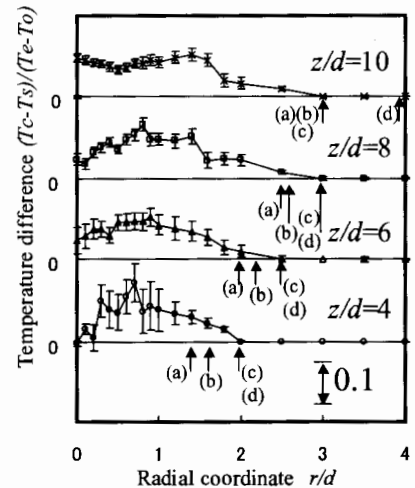 Temperature difference (Tc-Ts)/(Te-To)
z/d=10
0
(a)(b)
(c)
(d)
z/d=8
0
(a)
(b)
(c)
(d)
z/d=6
0
(a)
(b)
(c)
(d)
z/d=4
0
(a)
(b)
(c)
(d)
0.1
0 1 2 3 4
Radial coordinate r/d